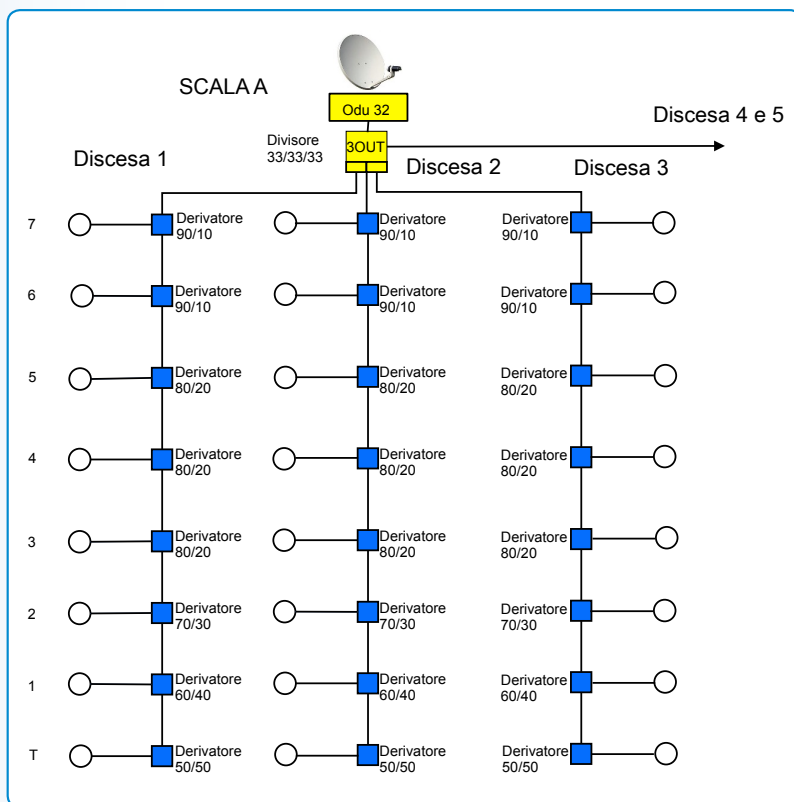 SCALA A
Odu 32
Discesa 4 e 5
Divisore
33/33/33
3OUT
Discesa 1
Discesa 2
Discesa 3
7
Derivatore
90/10
Derivatore
90/10
Derivatore
90/10
6
Derivatore
90/10
Derivatore
90/10
Derivatore
90/10
5
Derivatore
80/20
Derivatore
80/20
Derivatore
80/20
4
Derivatore
80/20
Derivatore
80/20
Derivatore
80/20
3
Derivatore
80/20
Derivatore
80/20
Derivatore
80/20
2
Derivatore
70/30
Derivatore
70/30
Derivatore
70/30
1
Derivatore
60/40
Derivatore
60/40
Derivatore
60/40
T
Derivatore
50/50
Derivatore
50/50
Derivatore
50/50